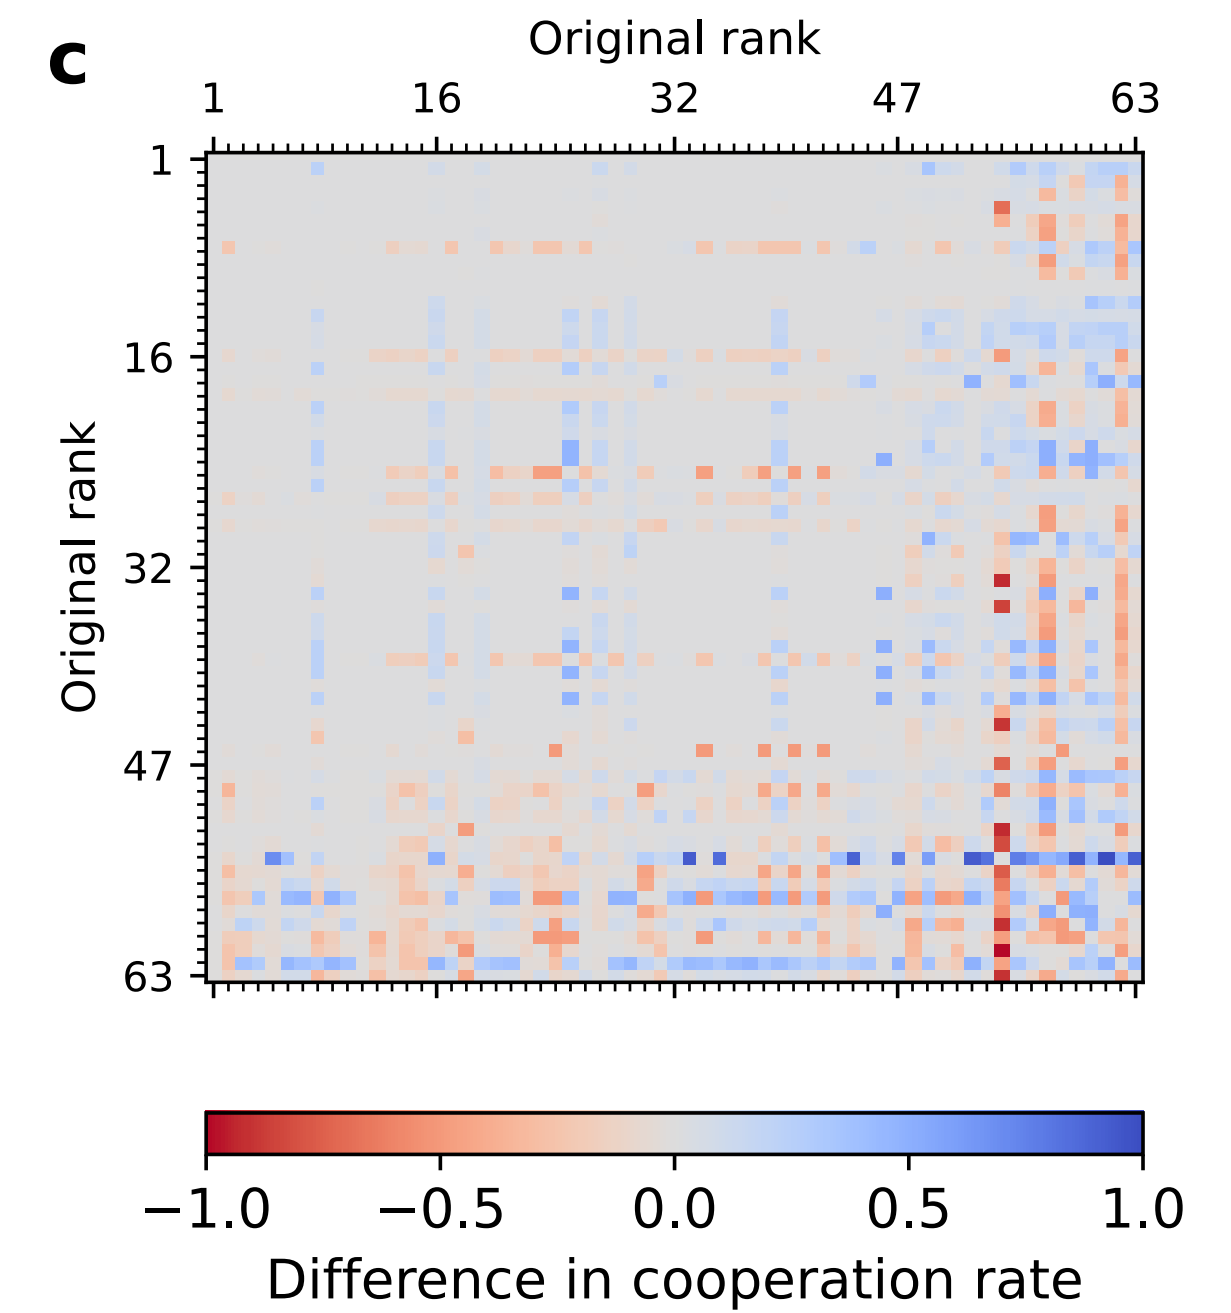 c
Original rank
1 16 32 47 63
Original rank
1
16
32
47
63
−1.0 −0.5 0.0 0.5 1.0
Difference in cooperation rate